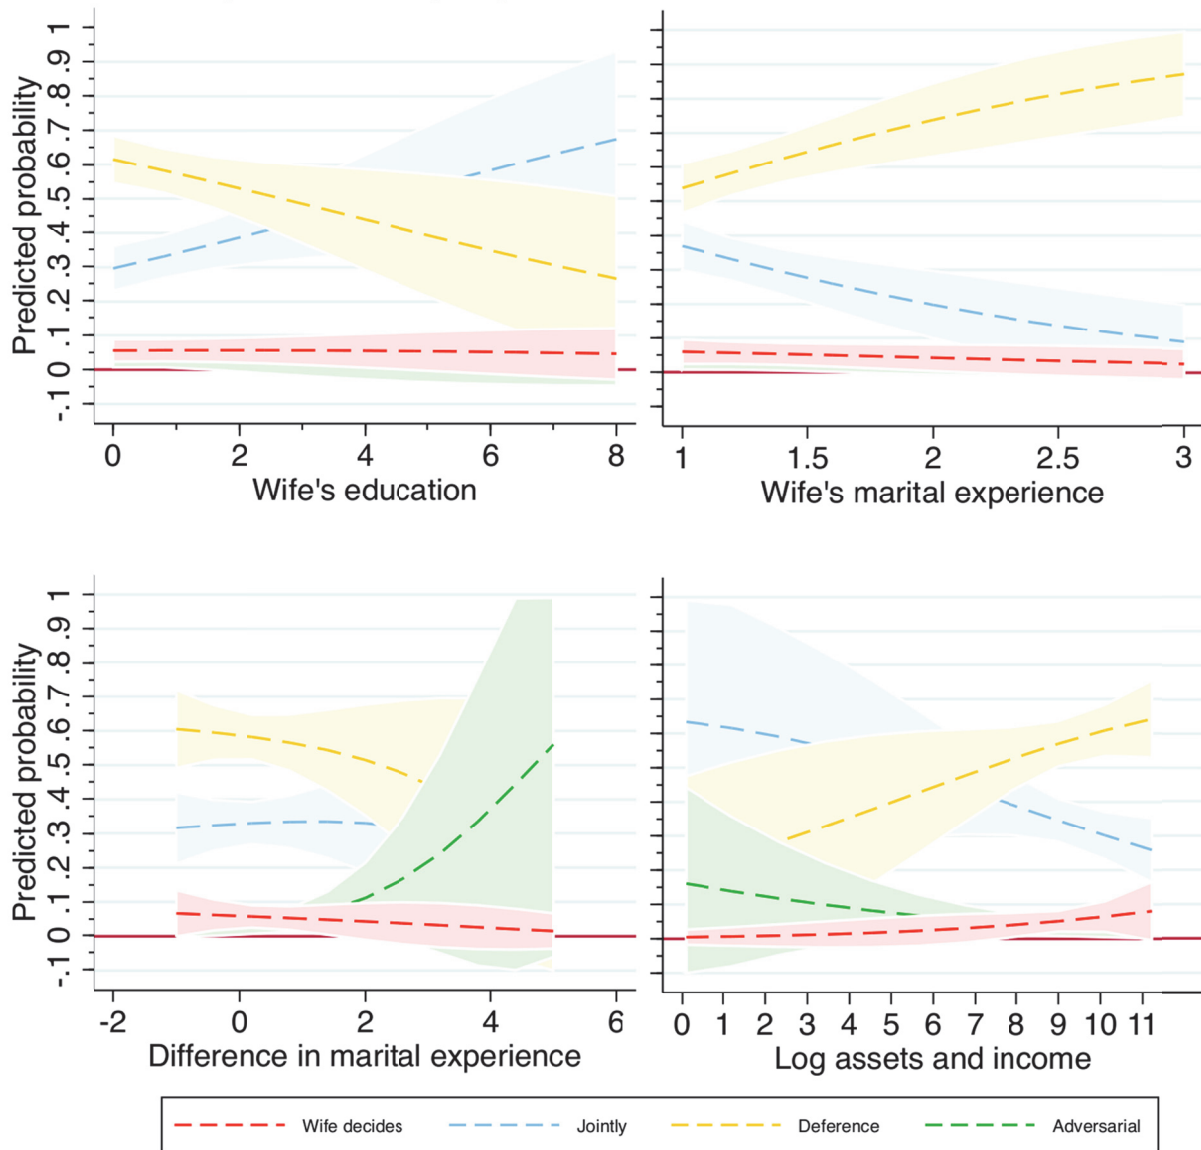 Predicted probability
1
.9
.8
.7
.6
.5
.4
.3
.2
.1
0
-.1
0 2 4 6 8
Wife's education
1 1.5 2 2.5 3
Wife's marital experience
Predicted probability
1
.9
.8
.7
.6
.5
.4
.3
.2
.1
0
-.1
-2 0 2 4 6
Difference in marital experience
0 1 2 3 4 5 6 7 8 9 10 11
Log assets and income
Wife decides Jointly Deference Adversarial